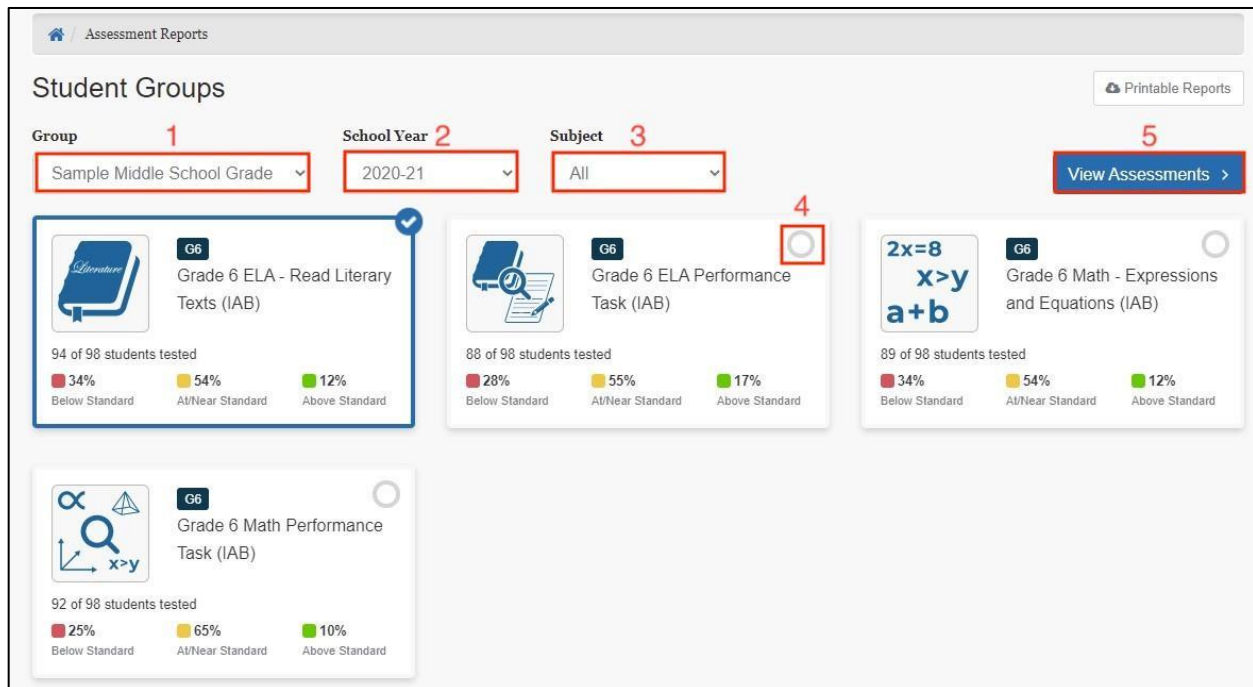 Assessment Reports
Student Groups
Printable Reports
Group 1 School Year 2 Subject 3 5
Sample Middle School Grade 2020-21 All View Assessments >
4
Literature
G6
Grade 6 ELA - Read Literary
Texts (IAB)
94 of 98 students tested
34% 54% 12%
Below Standard At/Near Standard Above Standard
G6
Grade 6 ELA Performance
Task (IAB)
88 of 98 students tested
28% 55% 17%
Below Standard At/Near Standard Above Standard
2x=8
x>y
a+b
G6
Grade 6 Math - Expressions
and Equations (IAB)
89 of 98 students tested
34% 54% 12%
Below Standard At/Near Standard Above Standard
x>y
G6
Grade 6 Math Performance
Task (IAB)
92 of 98 students tested
25% 65% 10%
Below Standard At/Near Standard Above Standard